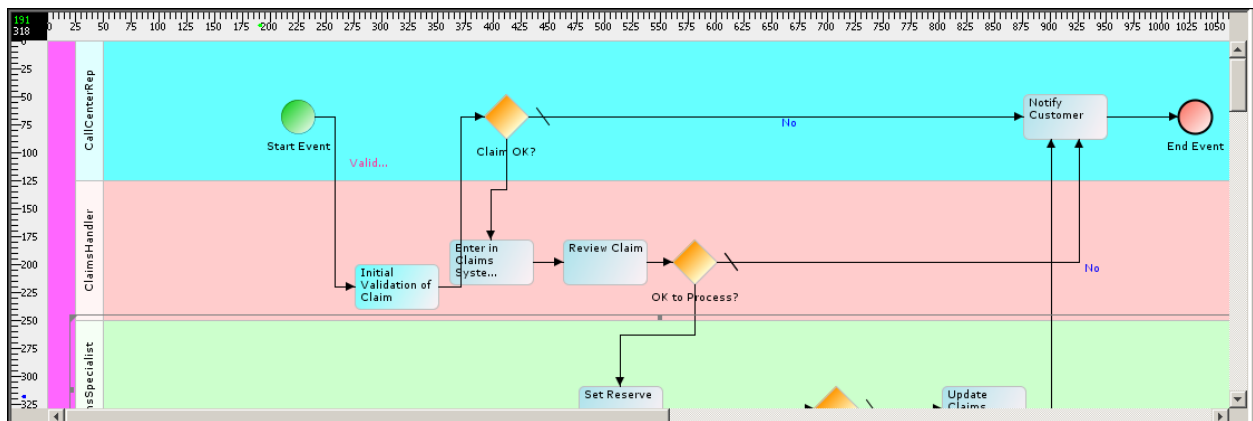 191
318
0 25 50 75 100 125 150 175 200 225 250 275 300 325 350 375 400 425 450 475 500 525 550 575 600 625 650 675 700 725 750 775 800 825 850 875 900 925 950 975 1000 1025 1050
0
25
50
75
100
125
150
175
200
225
250
275
300
325
CallCenterRep
Start Event
Valid...
Claim OK?
No
Notify
Customer
End Event
ClaimsHandler
Initial
Validation of
Claim
Enter in
Claims
Syste...
Review Claim
OK to Process?
No
nsSpecialist
Set Reserve
Update
Claims